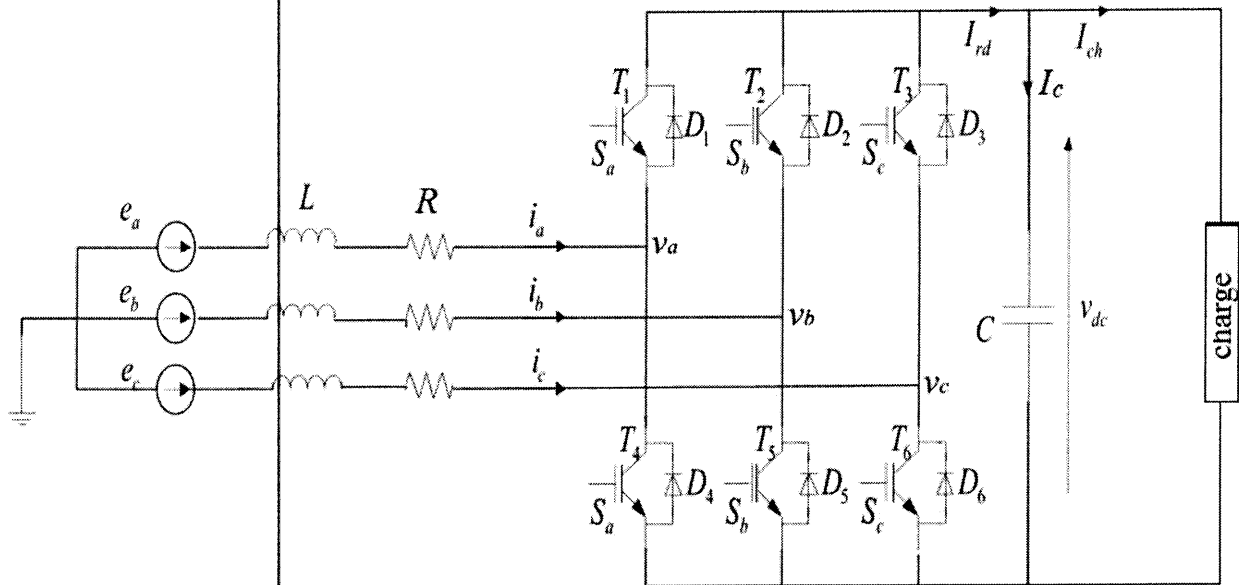 I_rd
I_ch
T_1
T_2
T_3
I_c
D_1
D_2
D_3
S_a
S_b
S_c
L
R
e_a
i_a
v_a
e_b
i_b
v_b
C
v_dc
charge
e_c
i_c
v_c
T_4
T_5
T_6
D_4
D_5
D_6
S_a
S_b
S_c